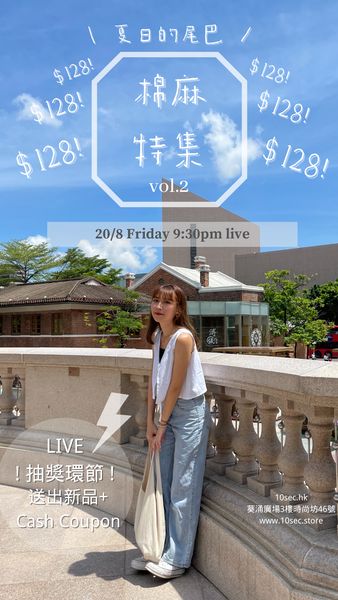 \ 夏日的尾巴 /
$128! $128!
$128! $128!
$128! $128!
棉麻
特集
vol.2
20/8 Friday 9:30pm live
LIVE
！抽獎環節！
送出新品+
Cash Coupon
10sec.hk
葵涌廣場3樓時尚坊46號
www.10sec.store